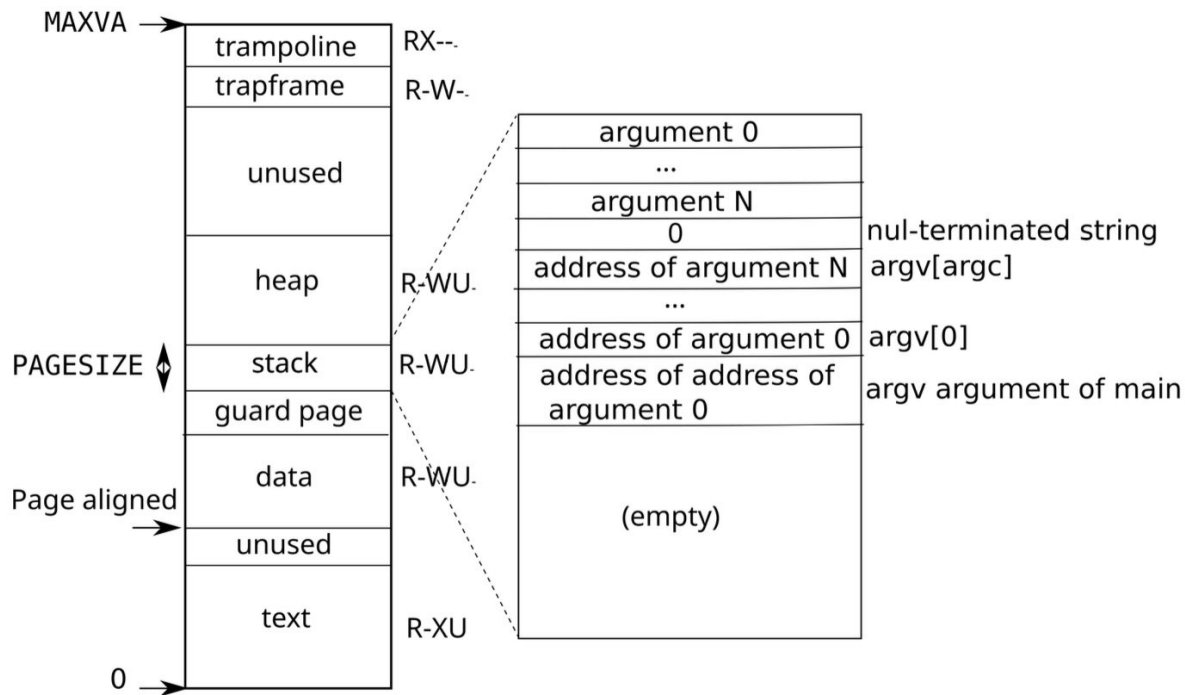 MAXVA
trampoline
RX--
trapframe
R-W-
unused
heap
R-WU
PAGESIZE
stack
R-WU
guard page
data
R-WU
Page aligned
unused
text
R-XU
0
argument 0
...
argument N
0
nul-terminated string
address of argument N
argv[argc]
...
address of argument 0
argv[0]
address of address of
argument 0
argv argument of main
(empty)